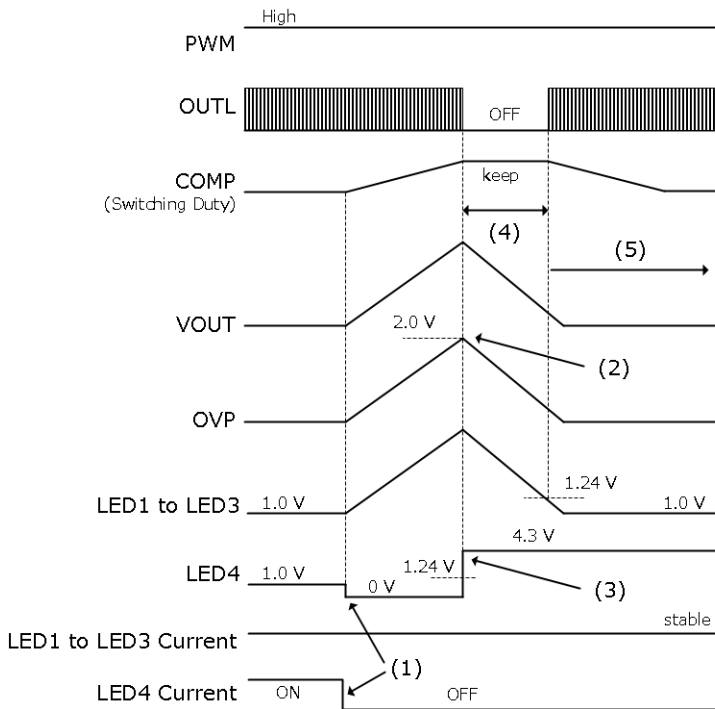 High
PWM
OUTL
OFF
COMP
(Switching Duty)
keep
(4)
(5)
VOUT
2.0 V
(2)
OVP
1.24 V
LED1 to LED3
1.0 V
1.0 V
4.3 V
LED4
1.0 V
0 V
1.24 V
(3)
stable
LED1 to LED3 Current
(1)
LED4 Current
ON
OFF